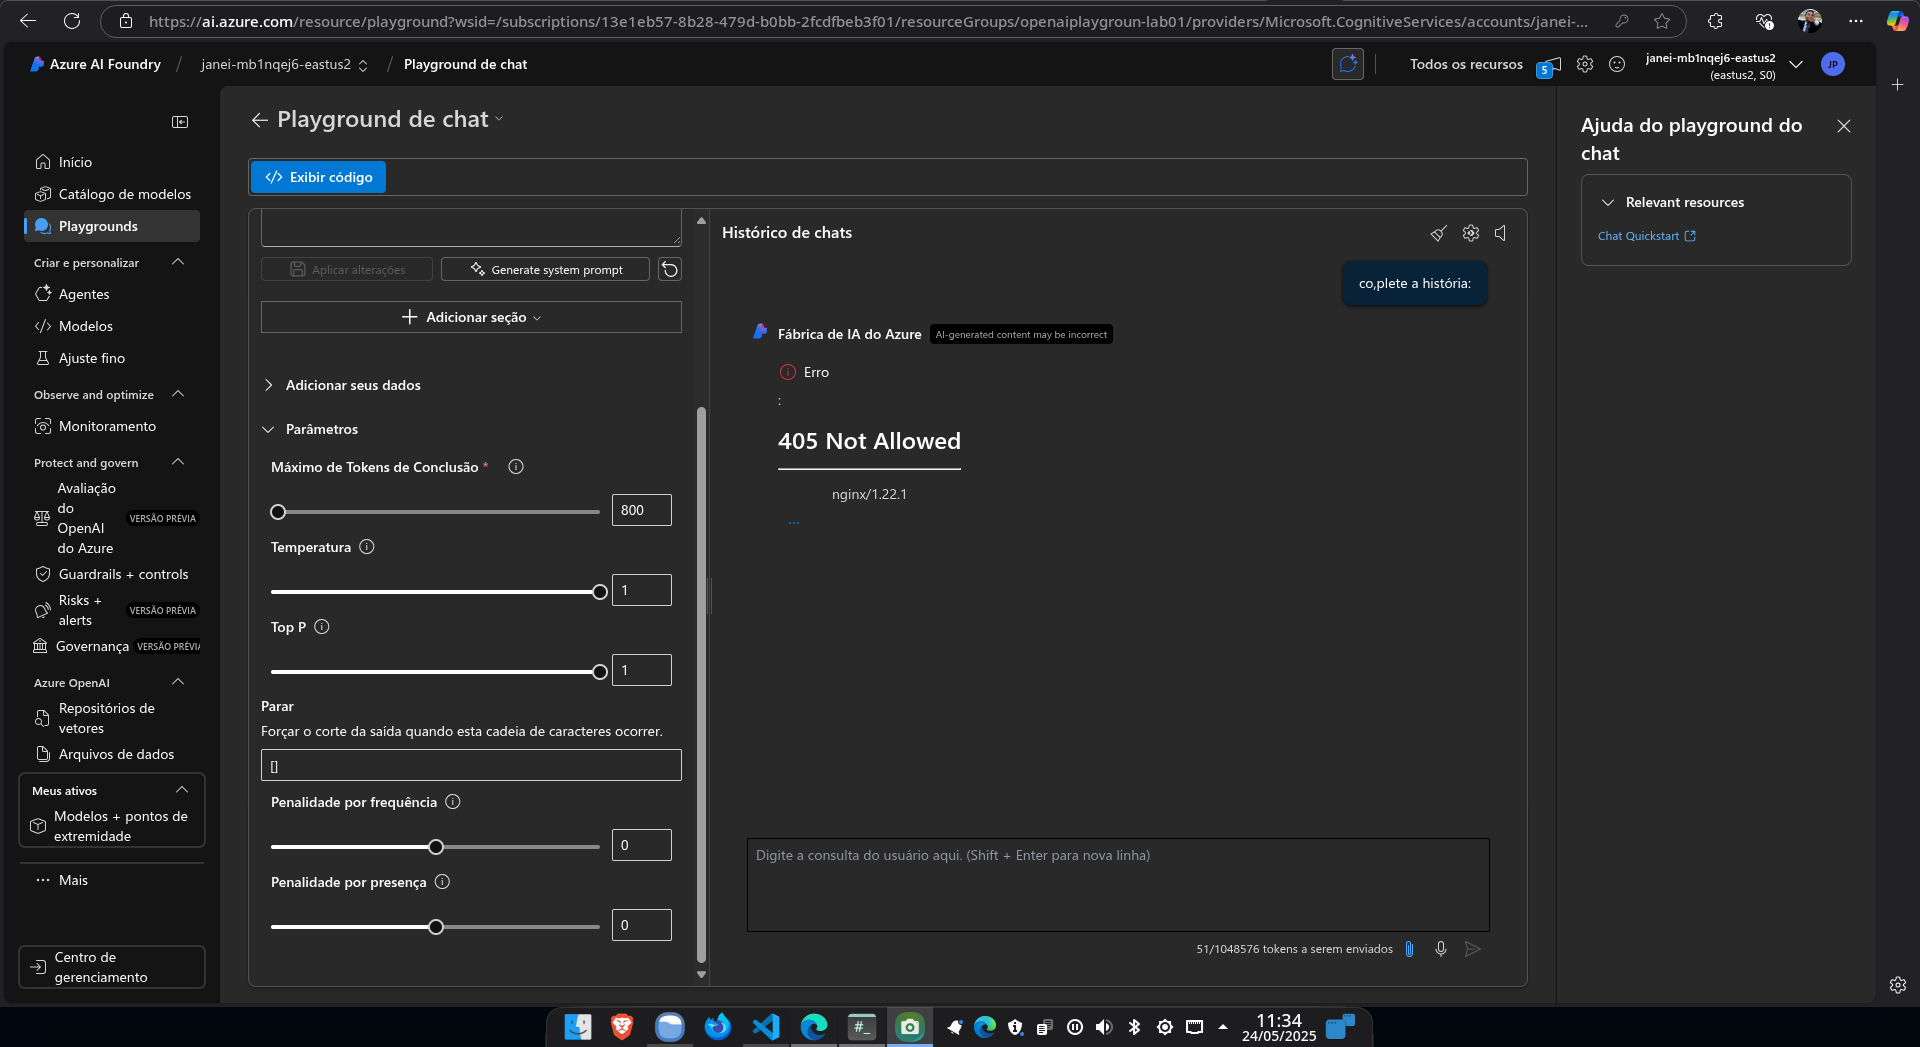 https://ai.azure.com/resource/playground?wsid=/subscriptions/13e1eb57-8b28-479d-b0bb-2fcdfbeb3f01/resourceGroups/openaiplaygroun-lab01/providers/Microsoft.CognitiveServices/accounts/janei-...
Azure AI Foundry / janei-mb1nqej6-eastus2 / Playground de chat
Todos os recursos
5
janei-mb1nqej6-eastus2
(eastus2, S0)
JP
Início
Catálogo de modelos
Playgrounds
Criar e personalizar
Agentes
Modelos
Ajuste fino
Observe and optimize
Monitoramento
Protect and govern
Avaliação
do
OpenAI
do Azure
VERSÃO PRÉVIA
Guardrails + controls
Risks +
alerts
VERSÃO PRÉVIA
Governança VERSÃO PRÉVIA
Azure OpenAI
Repositórios de
vetores
Arquivos de dados
Meus ativos
Modelos + pontos de
extremidade
Mais
Centro de
gerenciamento
Playground de chat
Exibir código
Aplicar alterações
Generate system prompt
Adicionar seção
Adicionar seus dados
Parâmetros
Máximo de Tokens de Conclusão *
800
Temperatura
1
Top P
1
Parar
Forçar o corte da saída quando esta cadeia de caracteres ocorrer.
[]
Penalidade por frequência
0
Penalidade por presença
0
Histórico de chats
co,plete a história:
Fábrica de IA do Azure AI-generated content may be incorrect
Erro
:
405 Not Allowed
nginx/1.22.1
...
Digite a consulta do usuário aqui. (Shift + Enter para nova linha)
51/1048576 tokens a serem enviados
Ajuda do playground do
chat
Relevant resources
Chat Quickstart
#_
11:34
24/05/2025